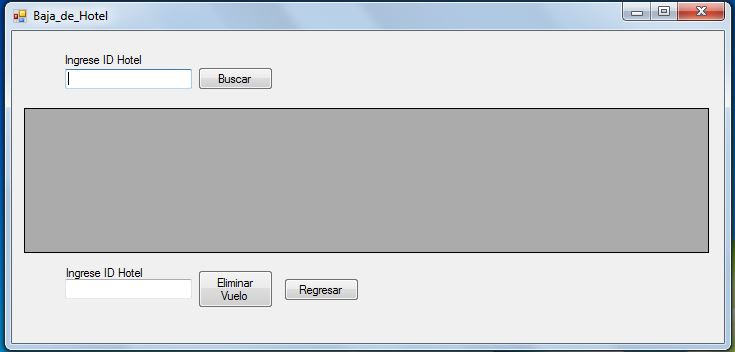 Baja_de_Hotel
Ingrese ID Hotel
Buscar
Ingrese ID Hotel
Eliminar
Vuelo
Regresar